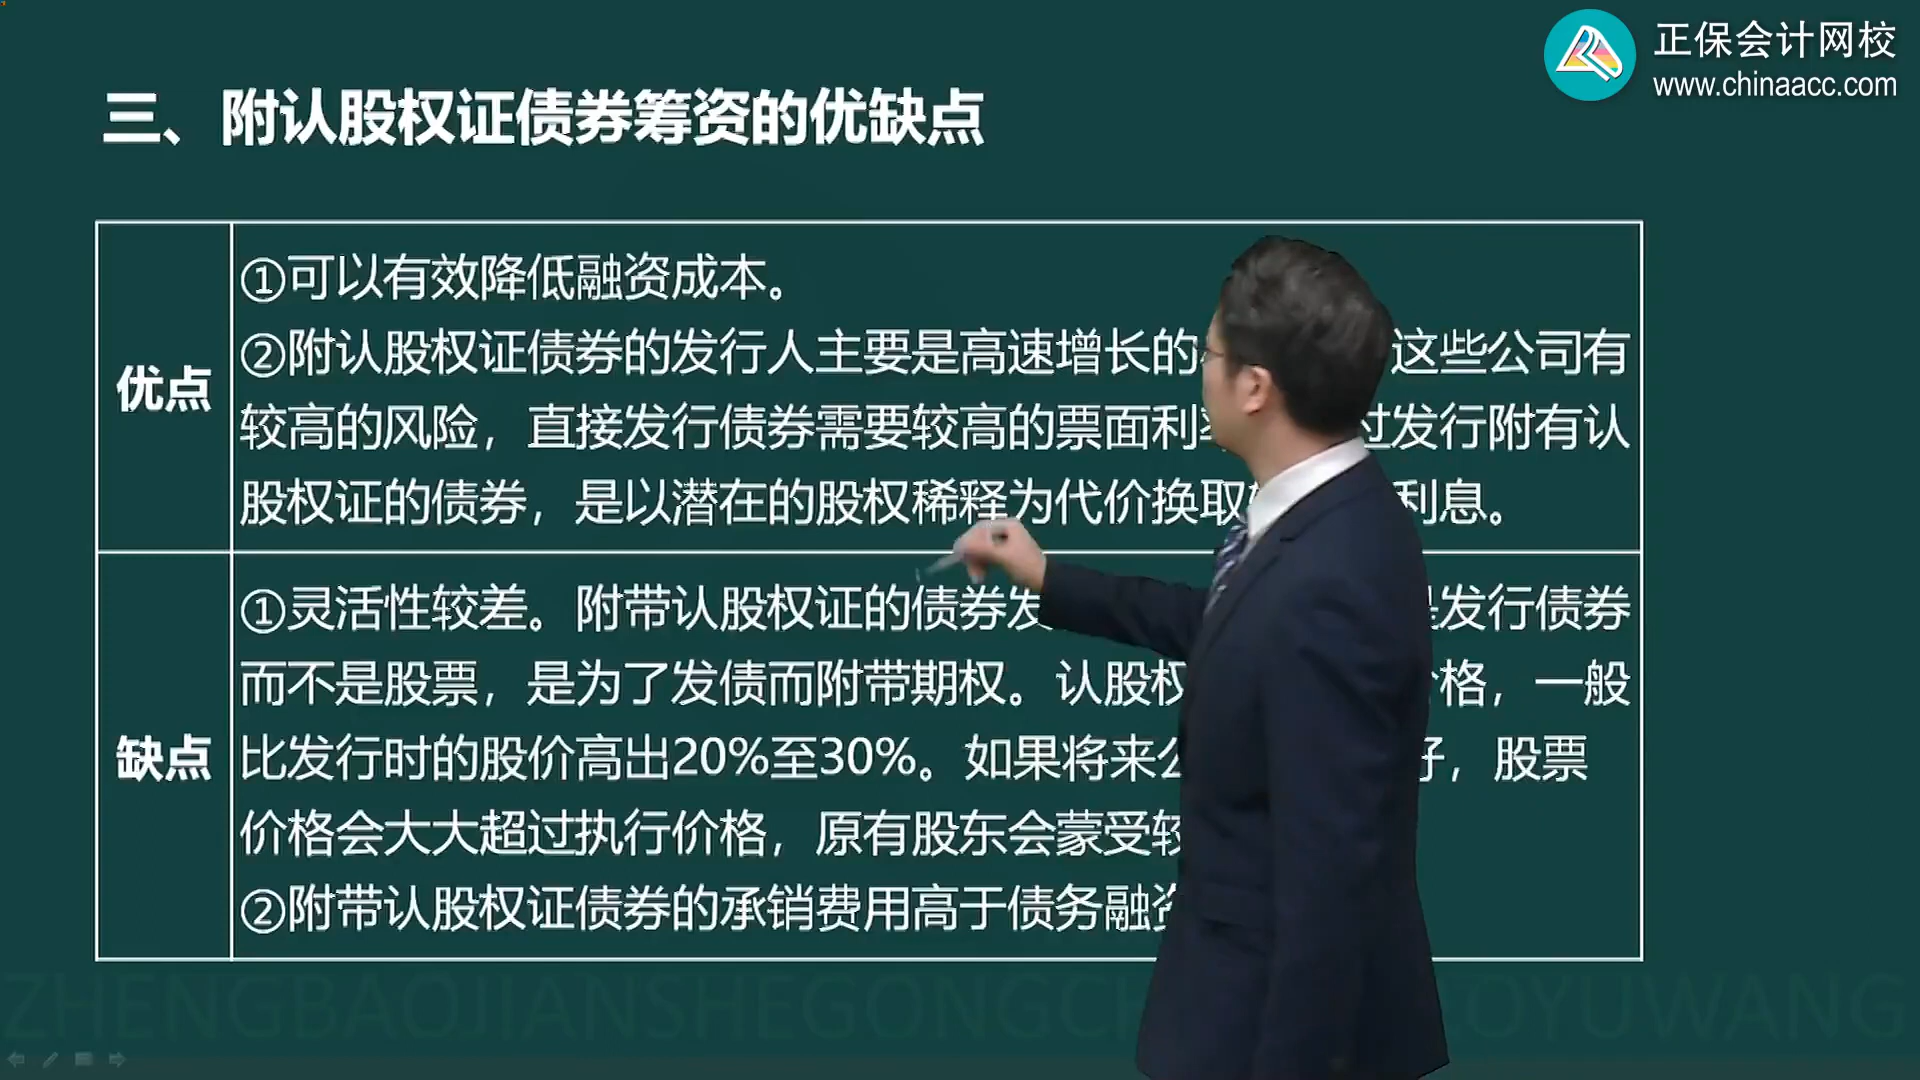 正保会计网校
www.chinaacc.com
三、附认股权证债券筹资的优缺点
优点
①可以有效降低融资成本。
②附认股权证债券的发行人主要是高速增长的 这些公司有
较高的风险，直接发行债券需要较高的票面利 过发行附有认
股权证的债券，是以潜在的股权稀释为代价换取 利息。
缺点
①灵活性较差。附带认股权证的债券发 是发行债券
而不是股票，是为了发债而附带期权。认股权 价格，一般
比发行时的股价高出20%至30%。如果将来公 好，股票
价格会大大超过执行价格，原有股东会蒙受较
②附带认股权证债券的承销费用高于债务融资